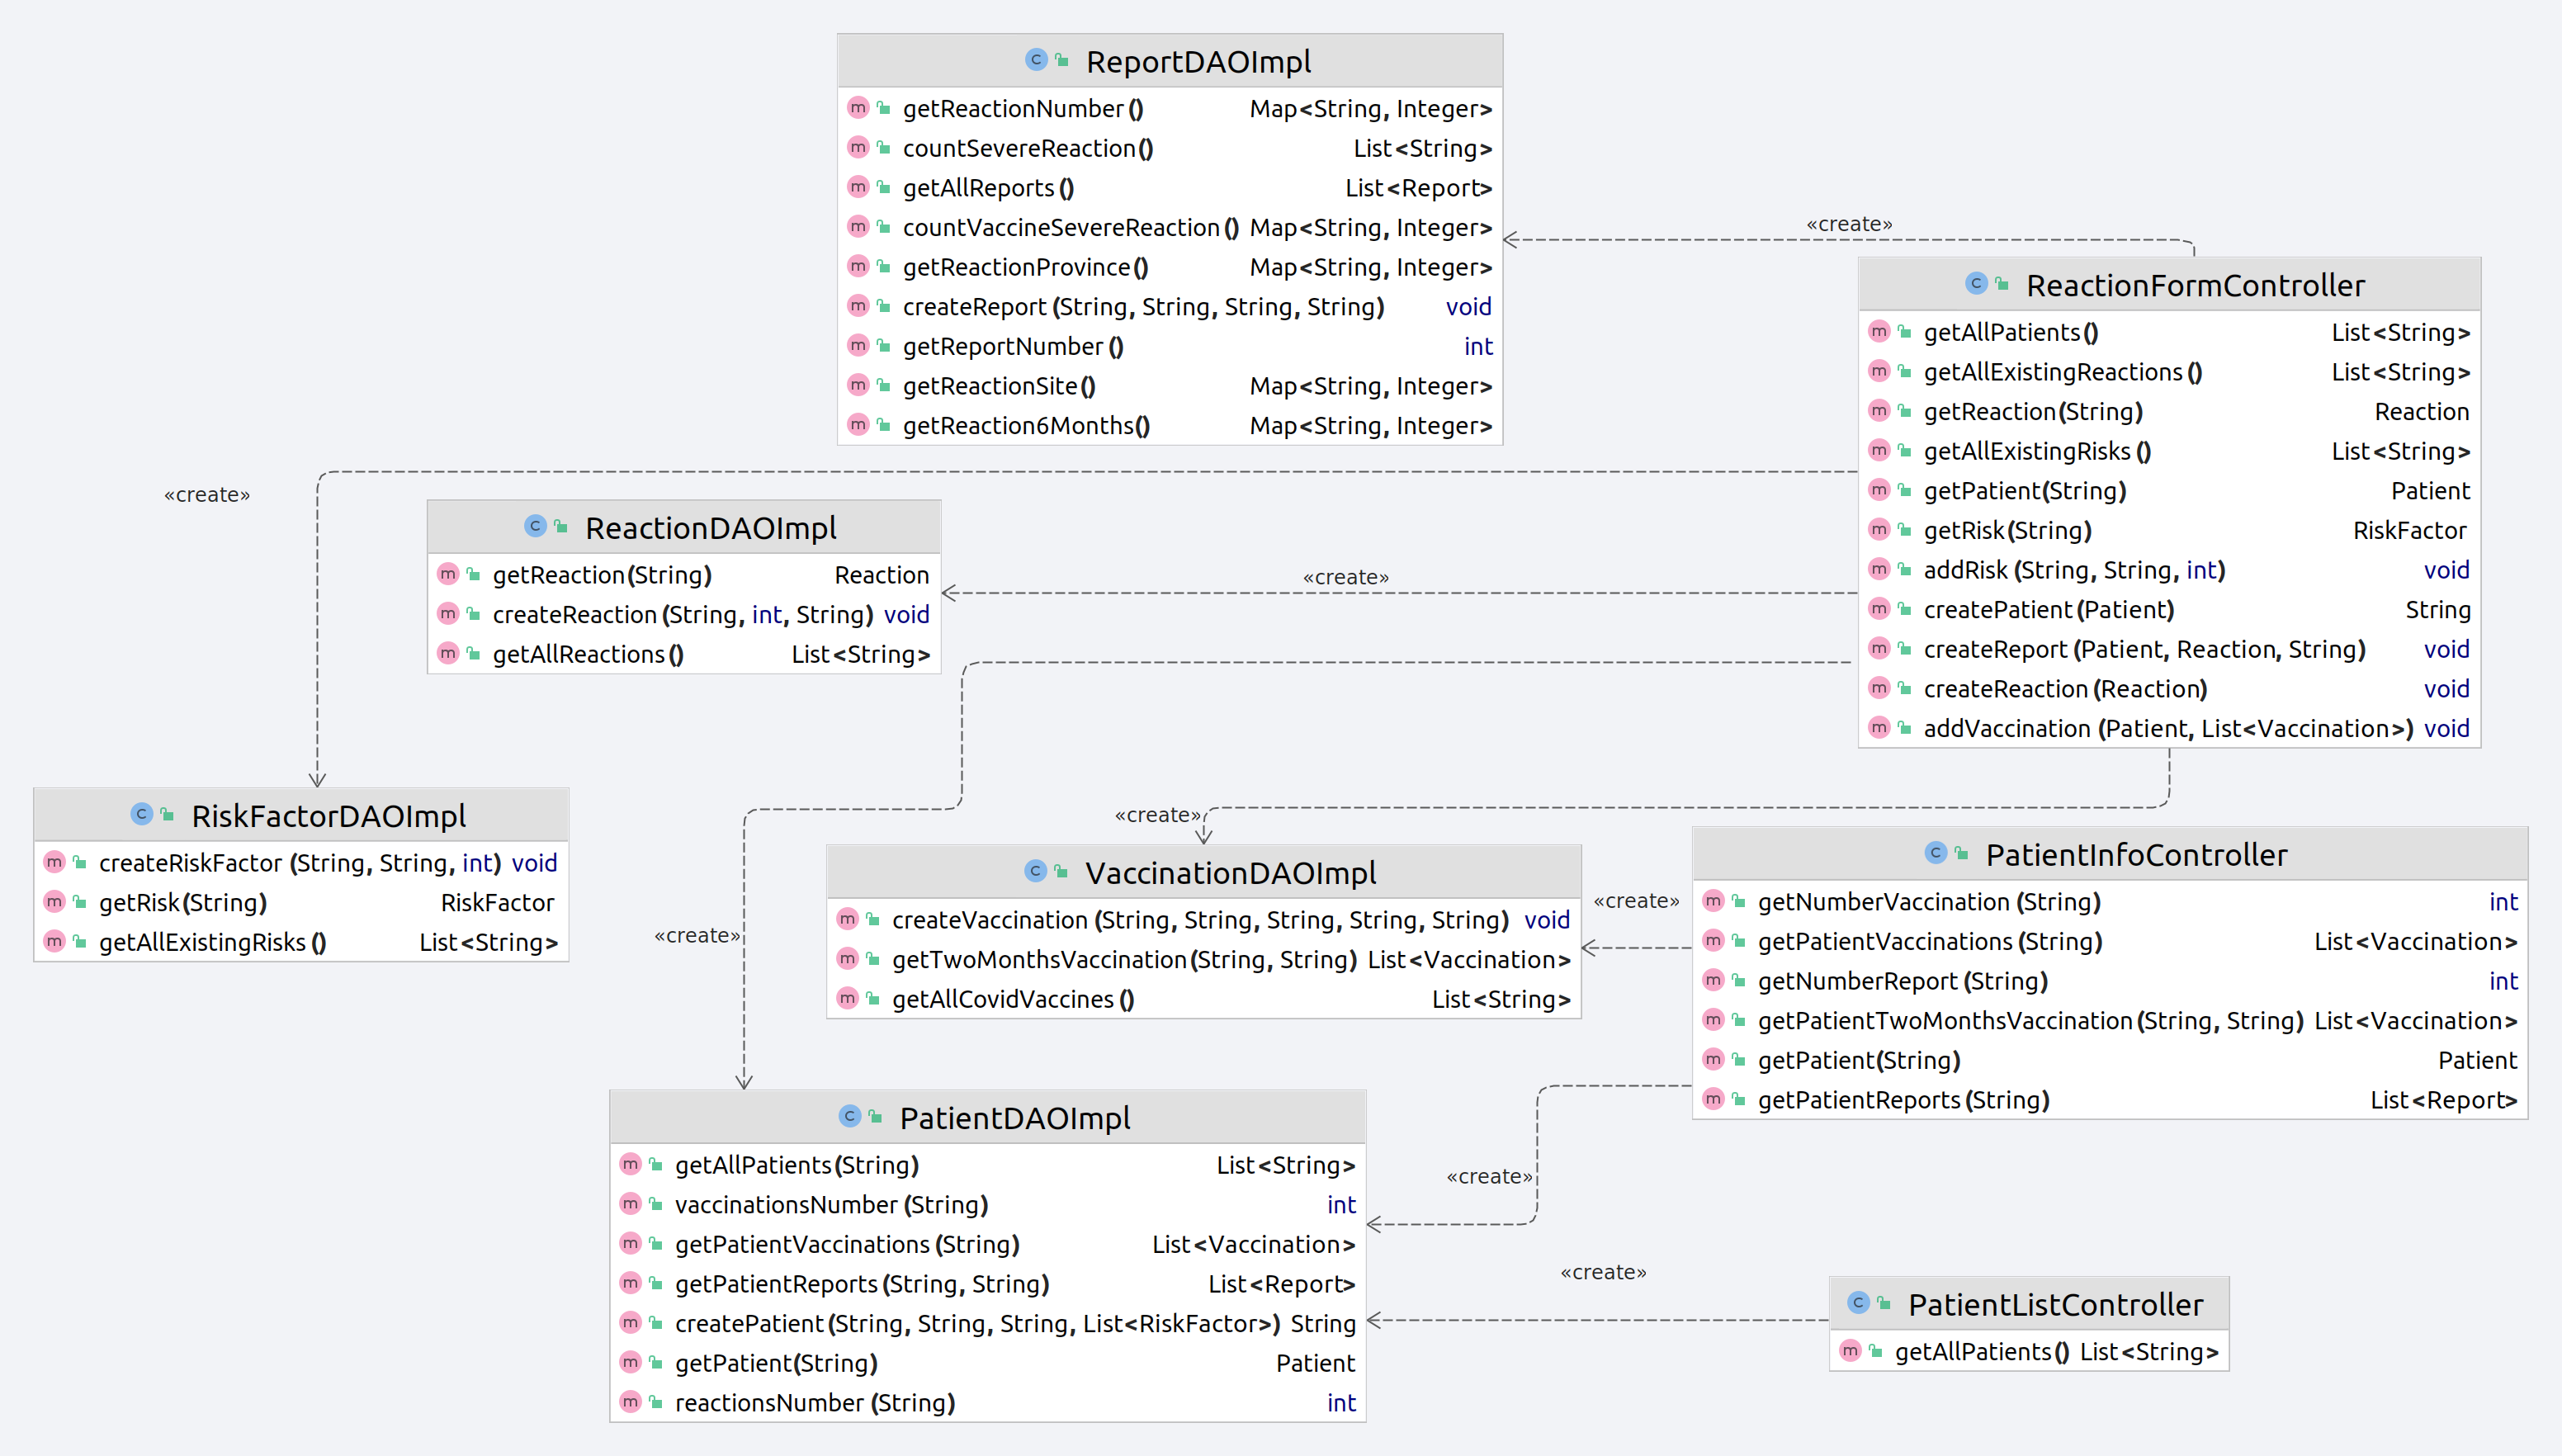 ReportDAOImpl
getReactionNumber() Map<String, Integer>
countSevereReaction() List<String>
getAllReports() List<Report>
countVaccineSevereReaction() Map<String, Integer>
getReactionProvince() Map<String, Integer>
createReport(String, String, String, String) void
getReportNumber() int
getReactionSite() Map<String, Integer>
getReaction6Months() Map<String, Integer>
«create»
ReactionFormController
getAllPatients() List<String>
getAllExistingReactions() List<String>
getReaction(String) Reaction
getAllExistingRisks() List<String>
getPatient(String) Patient
getRisk(String) RiskFactor
addRisk(String, String, int) void
createPatient(Patient) String
createReport(Patient, Reaction, String) void
createReaction(Reaction) void
addVaccination(Patient, List<Vaccination>) void
«create»
ReactionDAOImpl
getReaction(String) Reaction
createReaction(String, int, String) void
getAllReactions() List<String>
«create»
RiskFactorDAOImpl
createRiskFactor(String, String, int) void
getRisk(String) RiskFactor
getAllExistingRisks() List<String>
«create»
VaccinationDAOImpl
createVaccination(String, String, String, String, String) void
getTwoMonthsVaccination(String, String) List<Vaccination>
getAllCovidVaccines() List<String>
«create»
PatientInfoController
getNumberVaccination(String) int
getPatientVaccinations(String) List<Vaccination>
getNumberReport(String) int
getPatientTwoMonthsVaccination(String, String) List<Vaccination>
getPatient(String) Patient
getPatientReports(String) List<Report>
«create»
PatientDAOImpl
getAllPatients(String) List<String>
vaccinationsNumber(String) int
getPatientVaccinations(String) List<Vaccination>
getPatientReports(String, String) List<Report>
createPatient(String, String, String, List<RiskFactor>) String
getPatient(String) Patient
reactionsNumber(String) int
«create»
«create»
PatientListController
getAllPatients() List<String>